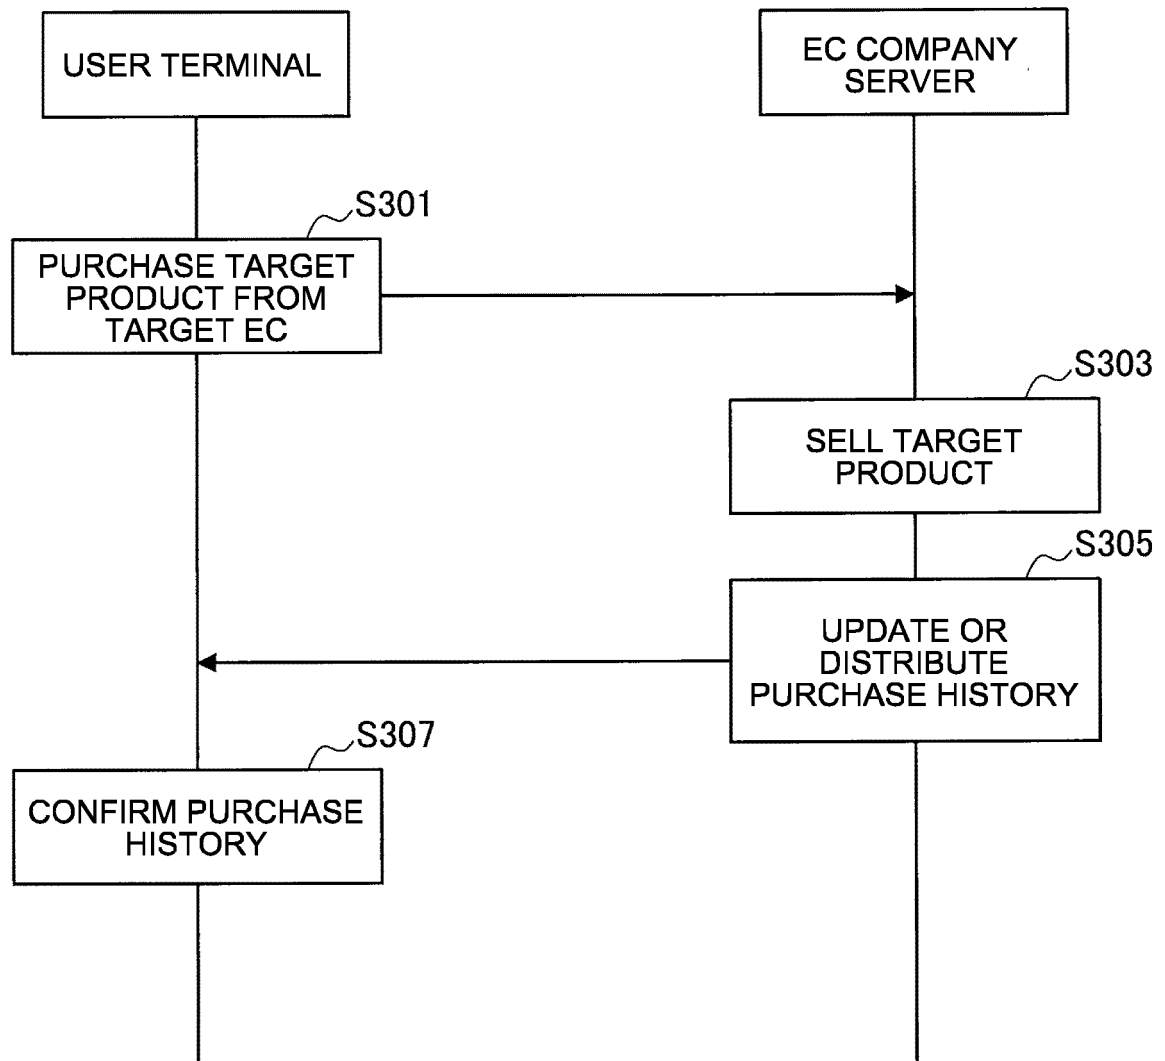 USER TERMINAL
EC COMPANY
SERVER
S301
PURCHASE TARGET
PRODUCT FROM
TARGET EC
S303
SELL TARGET
PRODUCT
S305
UPDATE OR
DISTRIBUTE
PURCHASE HISTORY
S307
CONFIRM PURCHASE
HISTORY